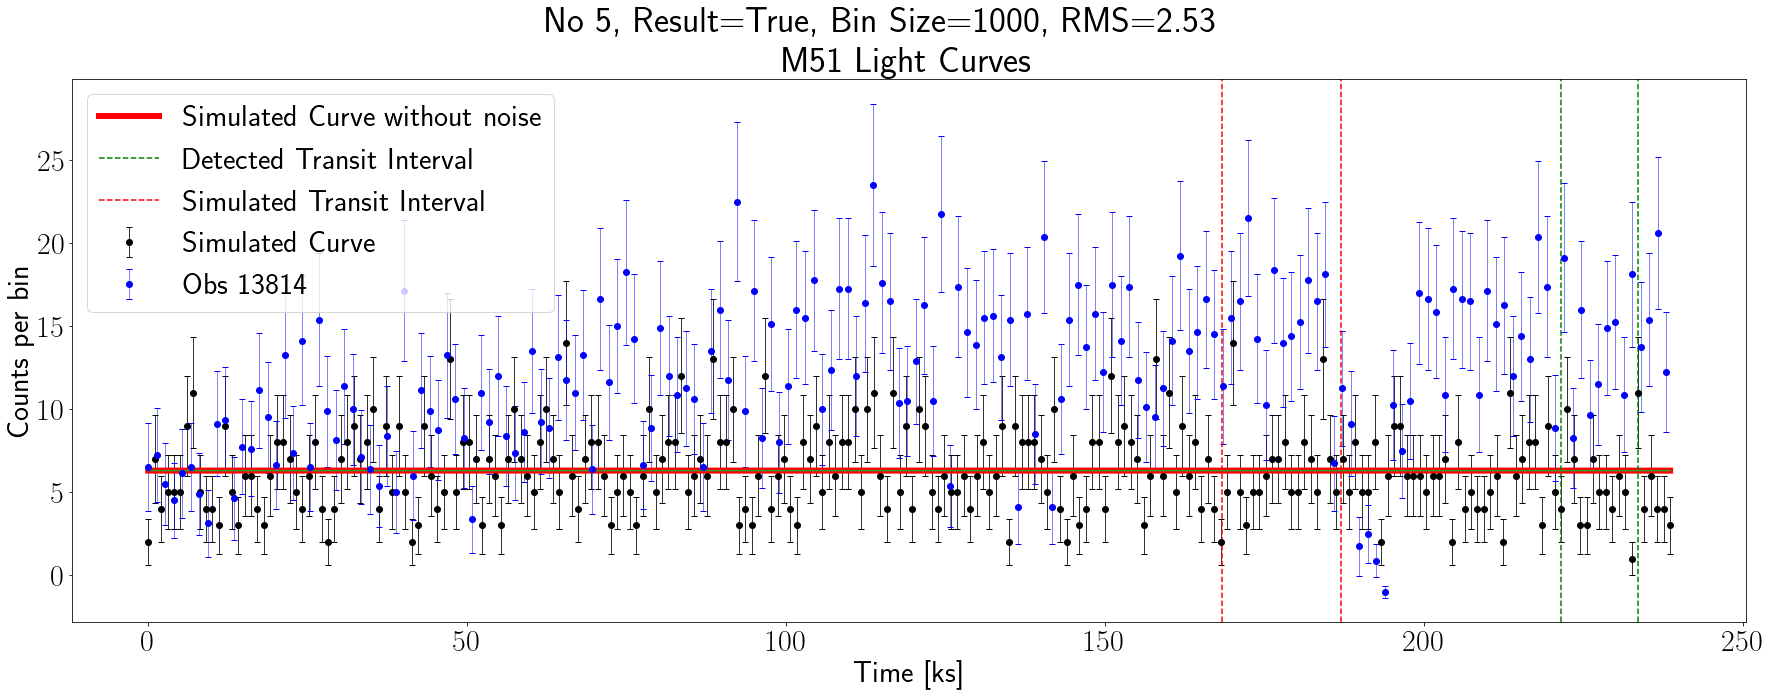 No 5, Result=True, Bin Size=1000, RMS=2.53
M51 Light Curves
Simulated Curve without noise
Detected Transit Interval
Simulated Transit Interval
Simulated Curve
Obs 13814
Counts per bin
25
20
15
10
5
0
0 50 100 150 200 250
Time [ks]